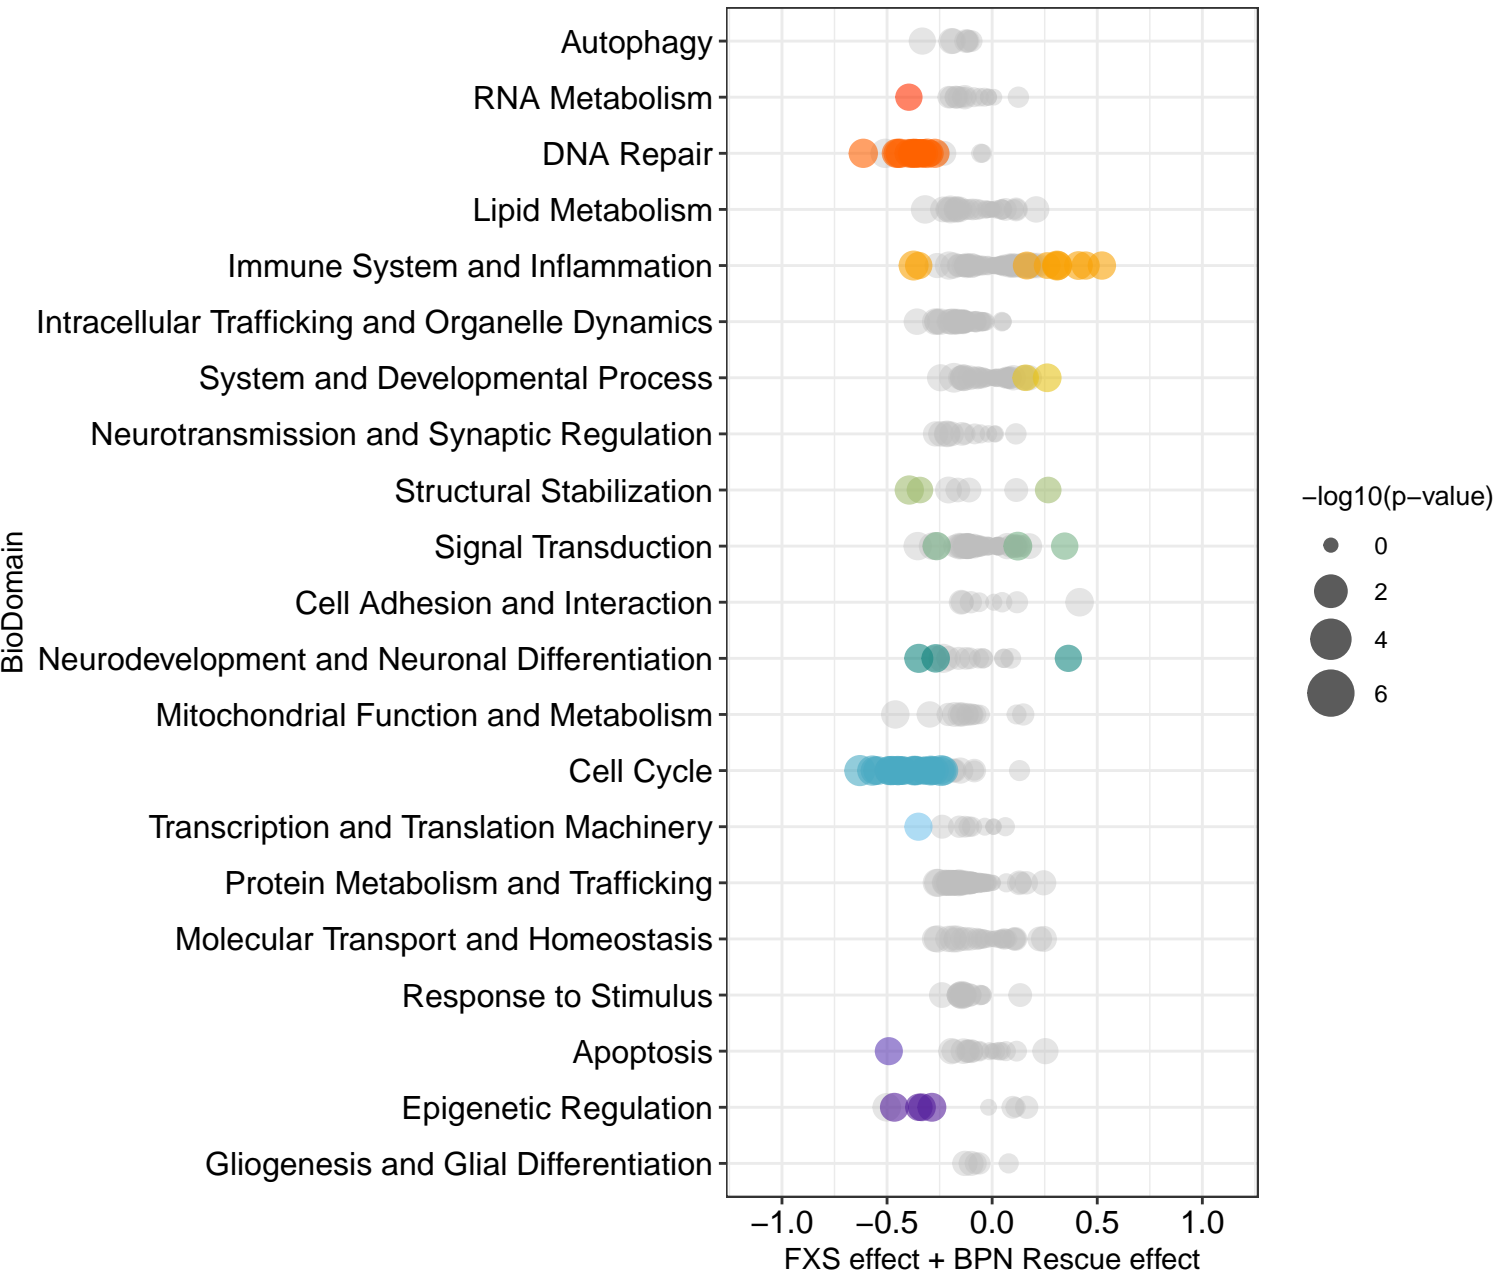 Autophagy
RNA Metabolism
DNA Repair
Lipid Metabolism
Immune System and Inflammation
Intracellular Trafficking and Organelle Dynamics
System and Developmental Process
Neurotransmission and Synaptic Regulation
Structural Stabilization
Signal Transduction
Cell Adhesion and Interaction
Neurodevelopment and Neuronal Differentiation
Mitochondrial Function and Metabolism
Cell Cycle
Transcription and Translation Machinery
Protein Metabolism and Trafficking
Molecular Transport and Homeostasis
Response to Stimulus
Apoptosis
Epigenetic Regulation
Gliogenesis and Glial Differentiation
BioDomain
−1.0 −0.5 0.0 0.5 1.0
FXS effect + BPN Rescue effect
−log10(p−value)
0
2
4
6